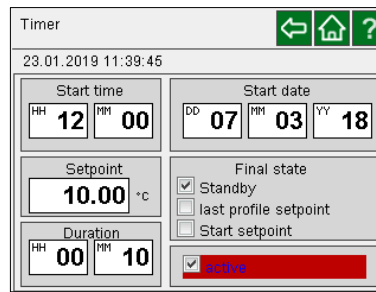 Timer
?
23.01.2019 11:39:45
Start time
HH 12 MM 00
Start date
DD 07 MM 03 YY 18
Setpoint
10.00 °C
Final state
Standby
last profile setpoint
Start setpoint
Duration
HH 00 MM 10
active